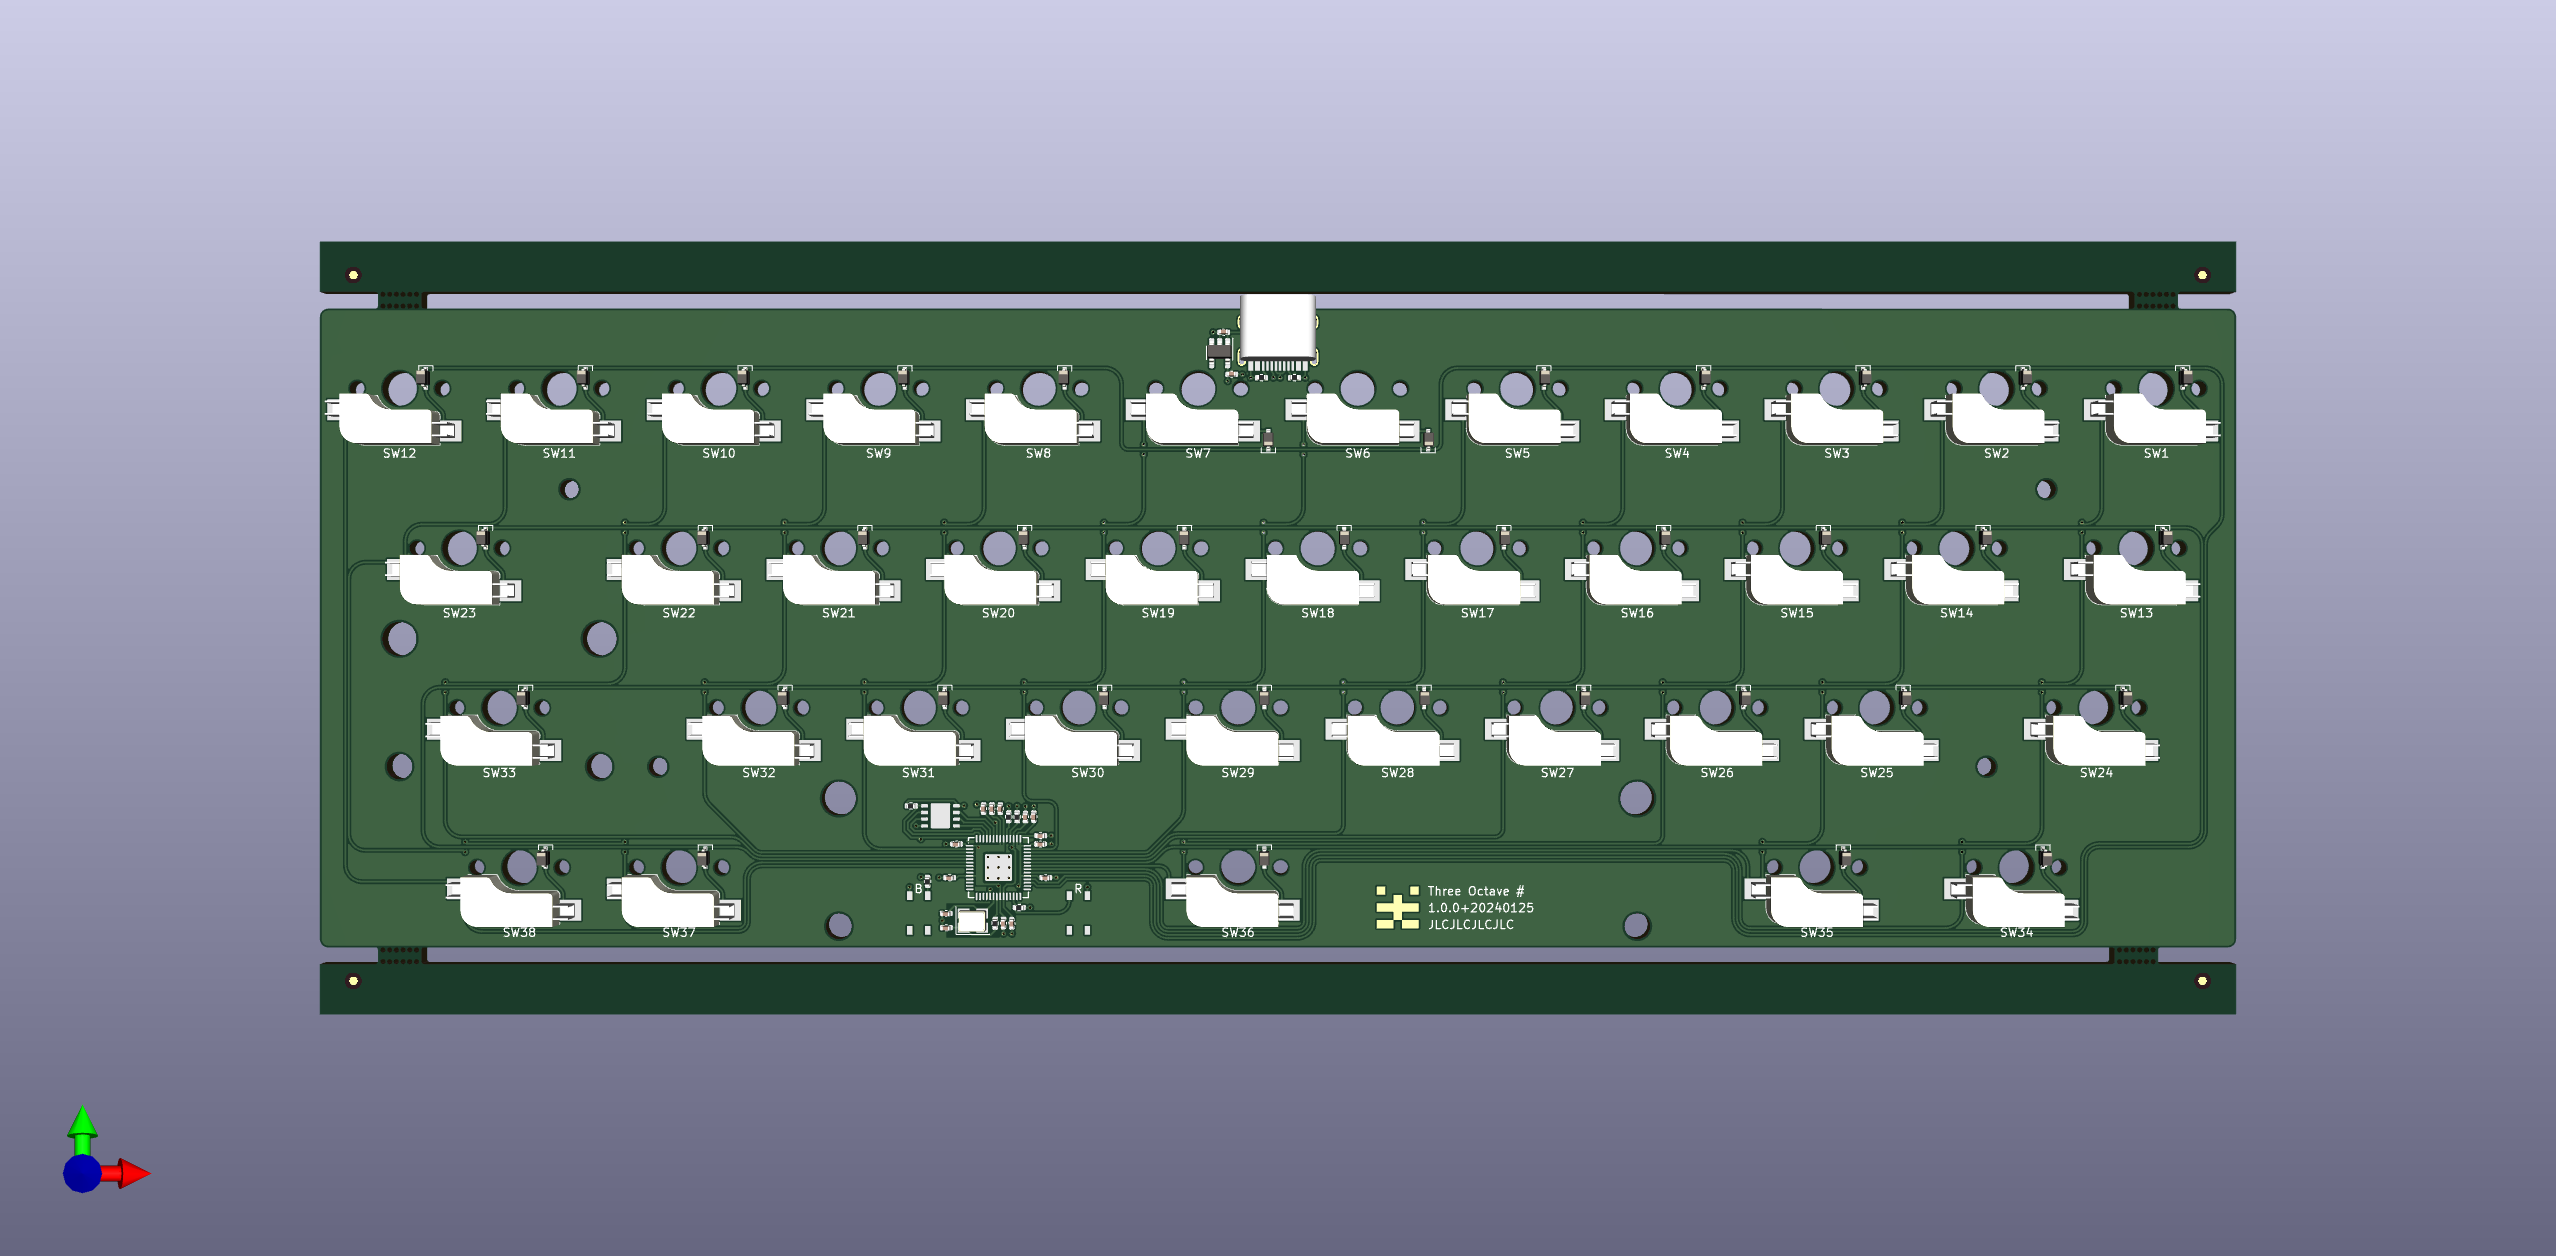 SW12 SW11 SW10 SW9 SW8 SW7 SW6 SW5 SW4 SW3 SW2 SW1
SW23 SW22 SW21 SW20 SW19 SW18 SW17 SW16 SW15 SW14 SW13
SW33 SW32 SW31 SW30 SW29 SW28 SW27 SW26 SW25 SW24
B R
Three Octave #
1.0.0+20240125
JLCJLCJLCJLC
SW38 SW37 SW36 SW35 SW34